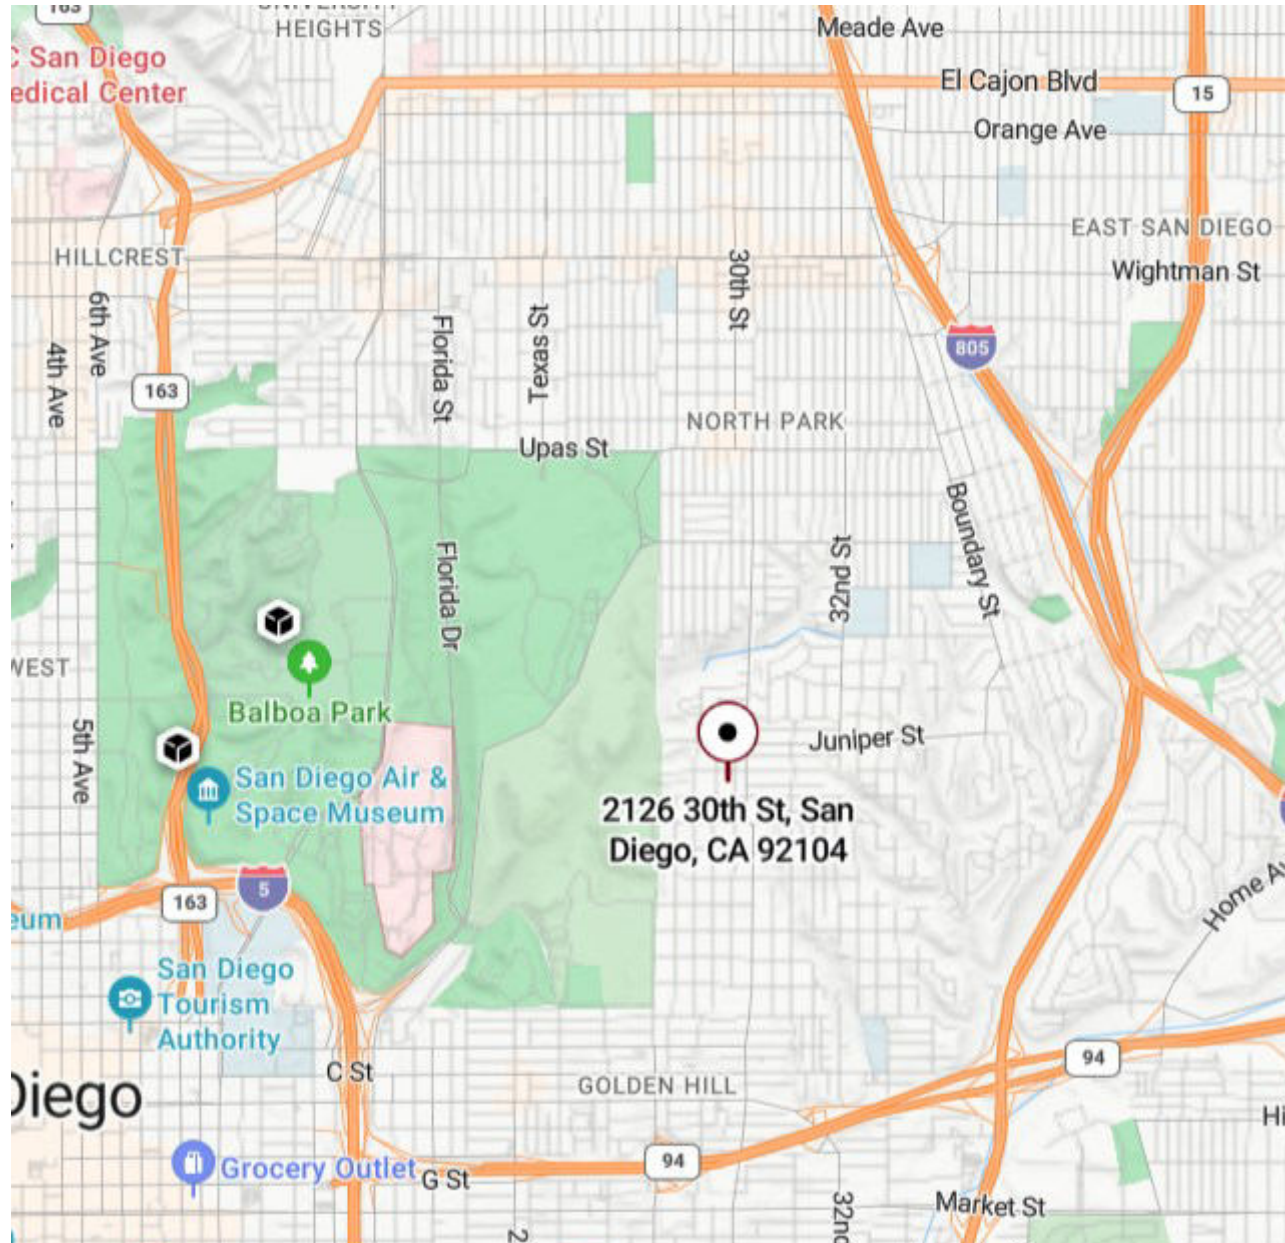 163
UNIVERSITY
HEIGHTS
Meade Ave
C San Diego
edical Center
El Cajon Blvd
15
Orange Ave
EAST SAN DIEGO
HILLCREST
Wightman St
30th St
6th Ave
Texas St
Florida St
4th Ave
805
163
NORTH PARK
Upas St
Boundary St
32nd St
Florida Dr
WEST
Balboa Park
5th Ave
Juniper St
San Diego Air &
Space Museum
2126 30th St, San
Diego, CA 92104
5
163
Home Av
eum
San Diego
Tourism
Authority
94
C St
GOLDEN HILL
Diego
Hi
94
Grocery Outlet
G St
Market St
32nd
2